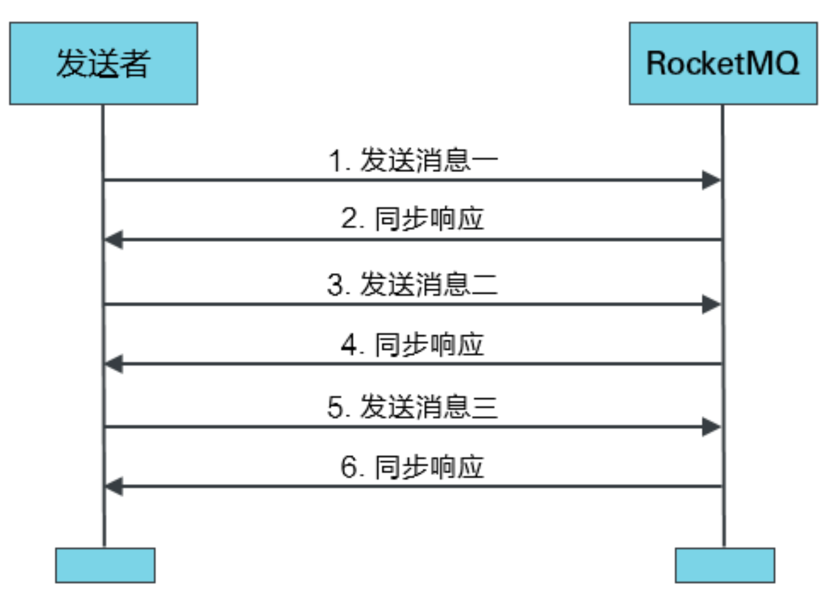 发送者
RocketMQ
1. 发送消息一
2. 同步响应
3. 发送消息二
4. 同步响应
5. 发送消息三
6. 同步响应